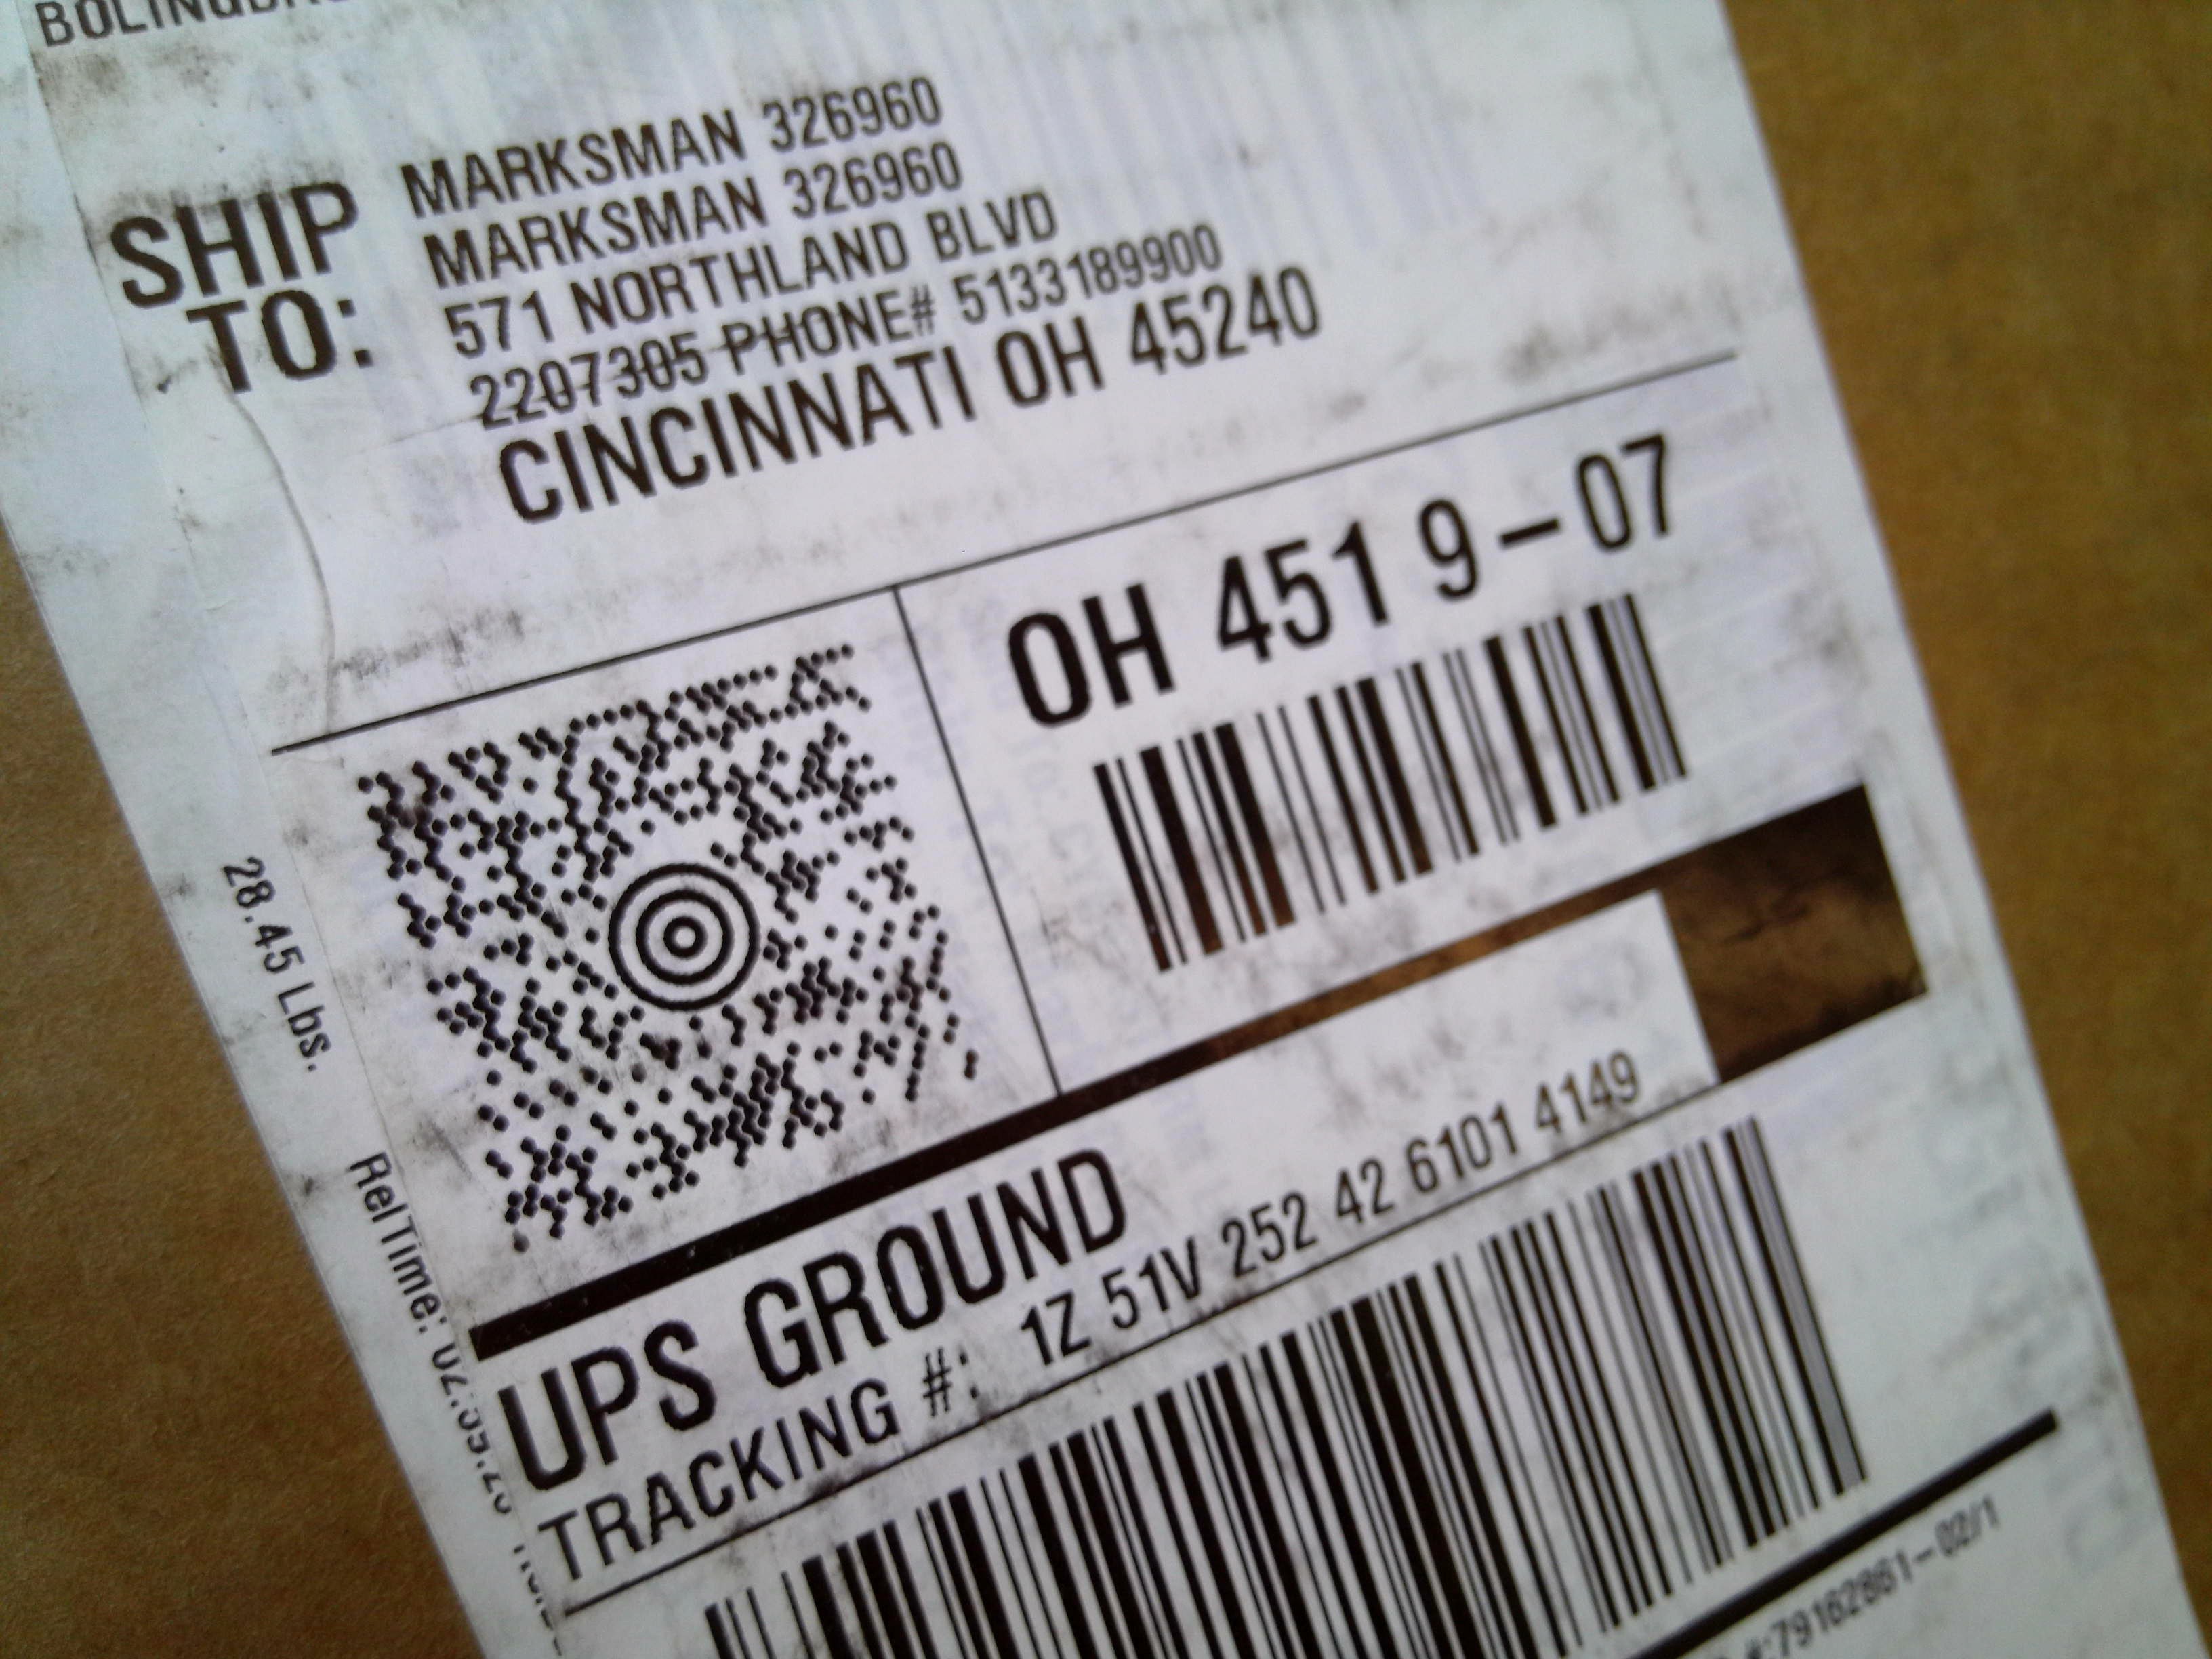 SHIP TO:
MARKSMAN 326960
MARKSMAN 326960
571 NORTHLAND BLVD
2207305 PHONE# 5133189900
CINCINNATI OH 45240
OH 451 9-07
28.45 Lbs.
RelTime:
UPS GROUND
TRACKING #: 1Z 51V 252 42 6101 4149